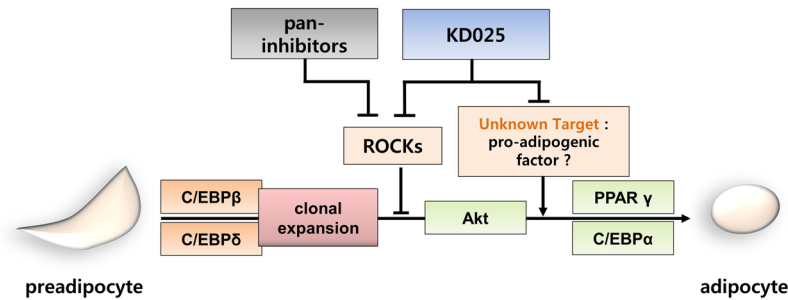 pan-
inhibitors
KD025
ROCKs
Unknown Target :
pro-adipogenic
factor ?
C/EBPβ
C/EBPδ
clonal
expansion
Akt
PPAR γ
C/EBPα
preadipocyte
adipocyte